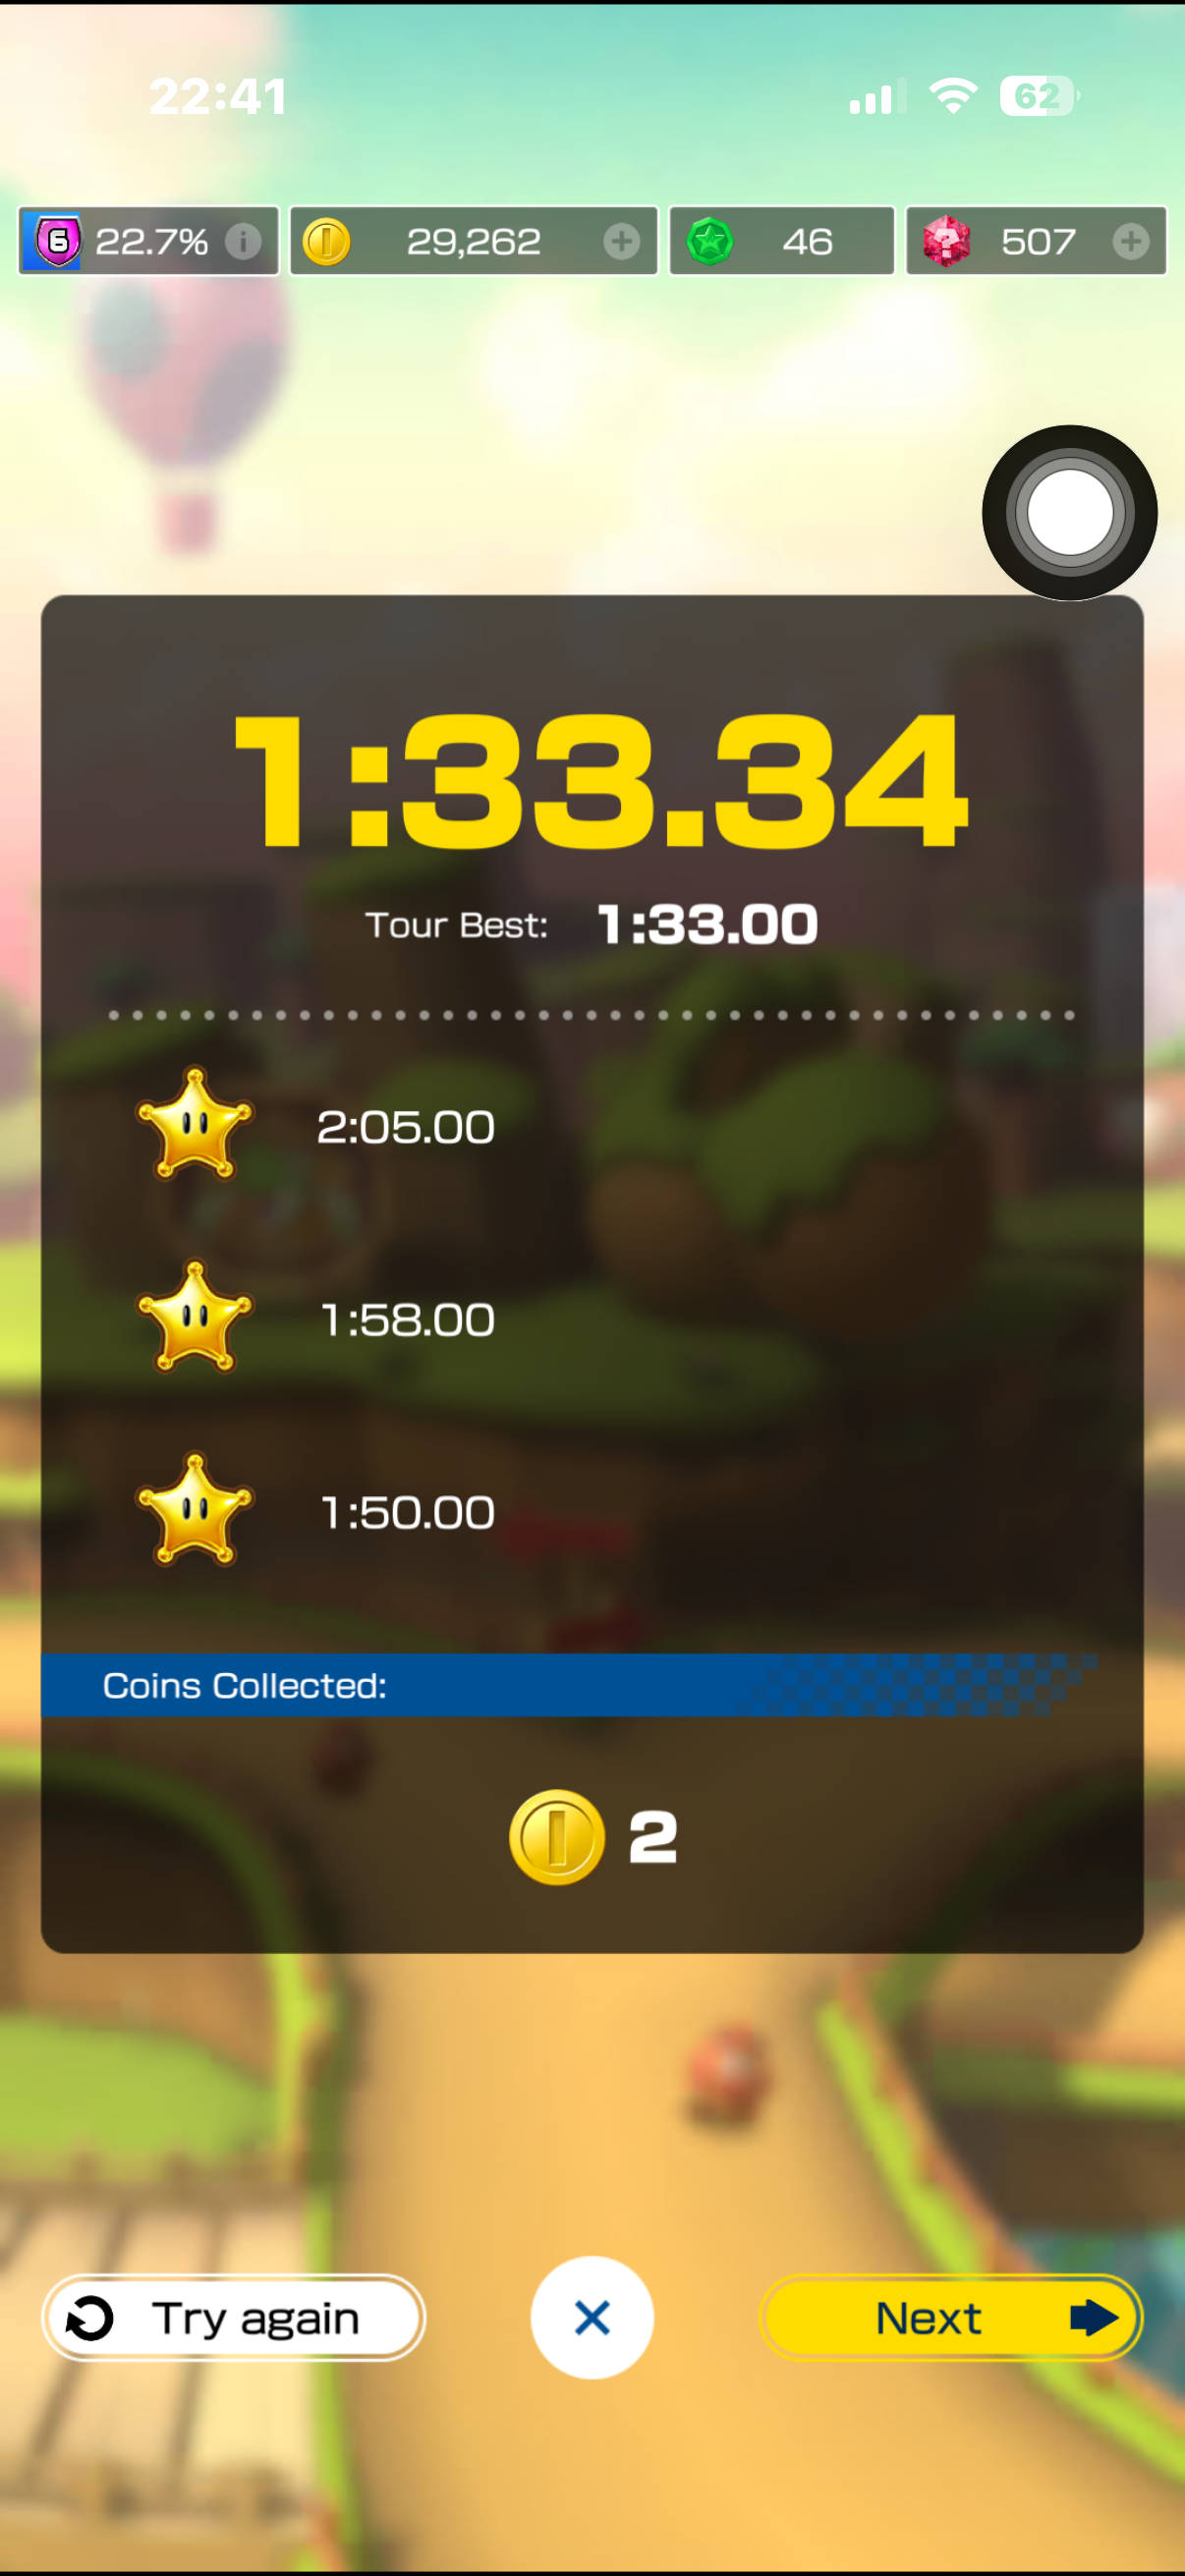 22:41 62
6 22.7% i 29,262 + 46 ? 507 +
1:33.34
Tour Best: 1:33.00
2:05.00
1:58.00
1:50.00
Coins Collected:
2
Try again × Next